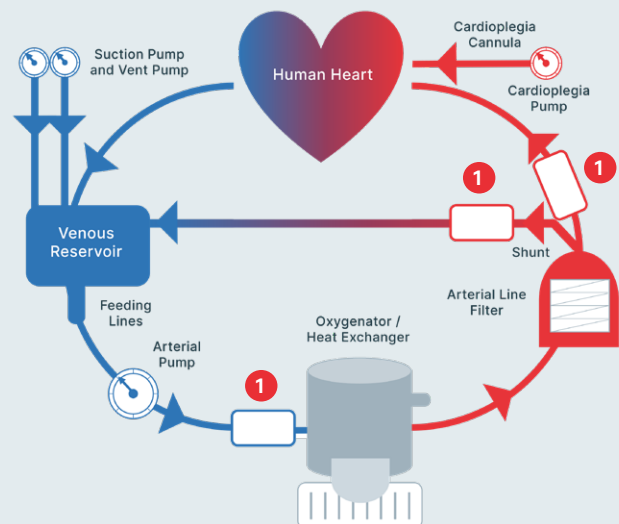 Suction Pump
and Vent Pump
Human Heart
Cardioplegia
Cannula
Cardioplegia
Pump
1
1
Venous
Reservoir
Shunt
Feeding
Lines
Arterial Line
Filter
Oxygenator /
Heat Exchanger
Arterial
Pump
1